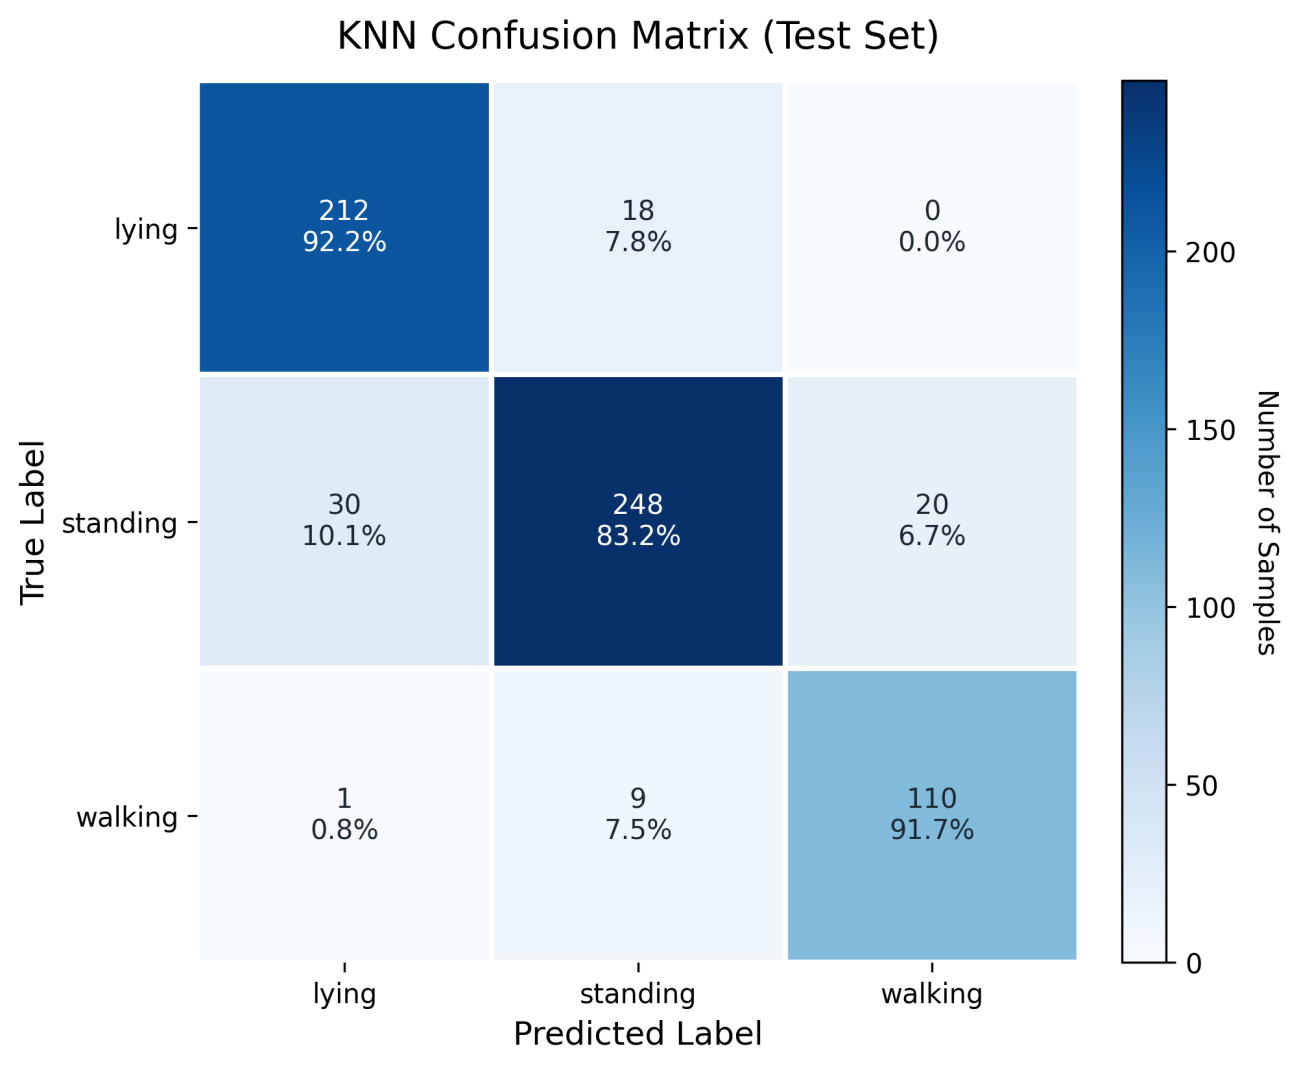 KNN Confusion Matrix (Test Set)
lying
212
92.2%
18
7.8%
0
0.0%
standing
30
10.1%
248
83.2%
20
6.7%
walking
1
0.8%
9
7.5%
110
91.7%
lying
standing
walking
Predicted Label
True Label
200
150
100
50
0
Number of Samples